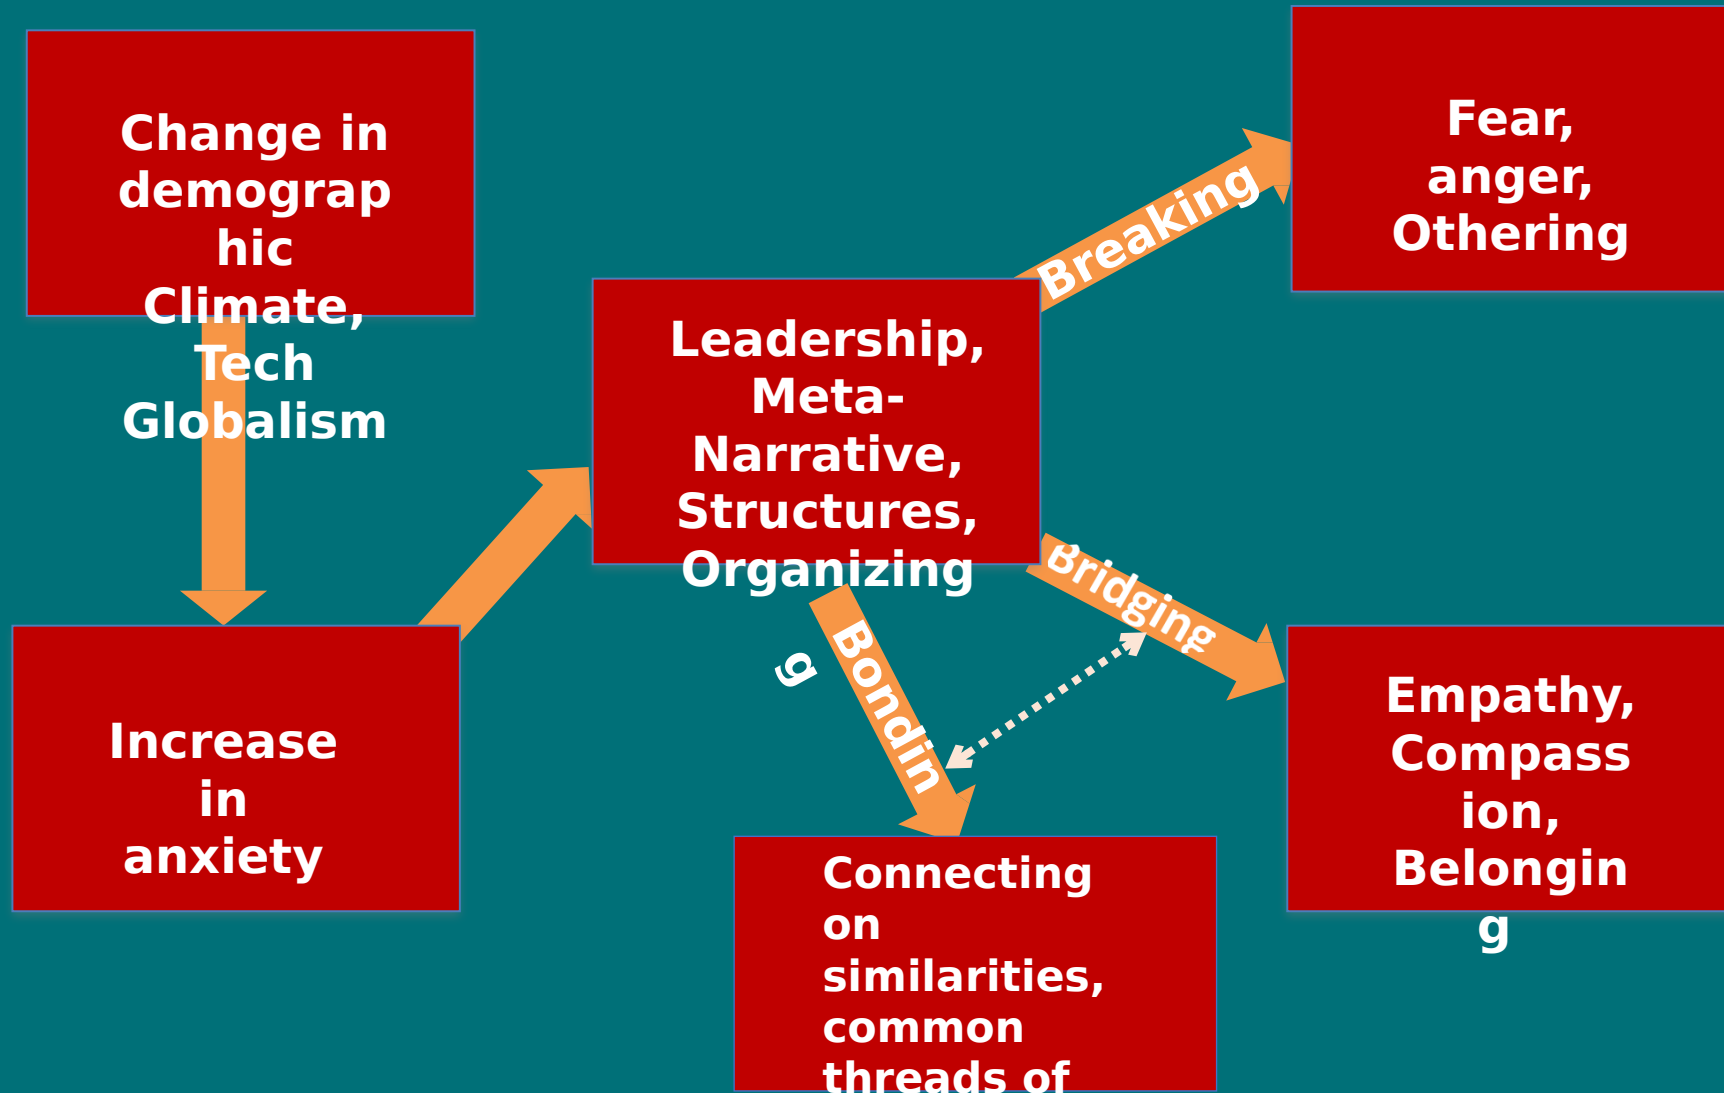 Change in
demograp
hic
Climate,
Tech
Globalism
Increase
in
anxiety
Leadership,
Meta-
Narrative,
Structures,
Organizing
Breaking
Fear,
anger,
Othering
Bridging
Bondin
g
Empathy,
Compass
ion,
Belongin
g
Connecting
on
similarities,
common
threads of